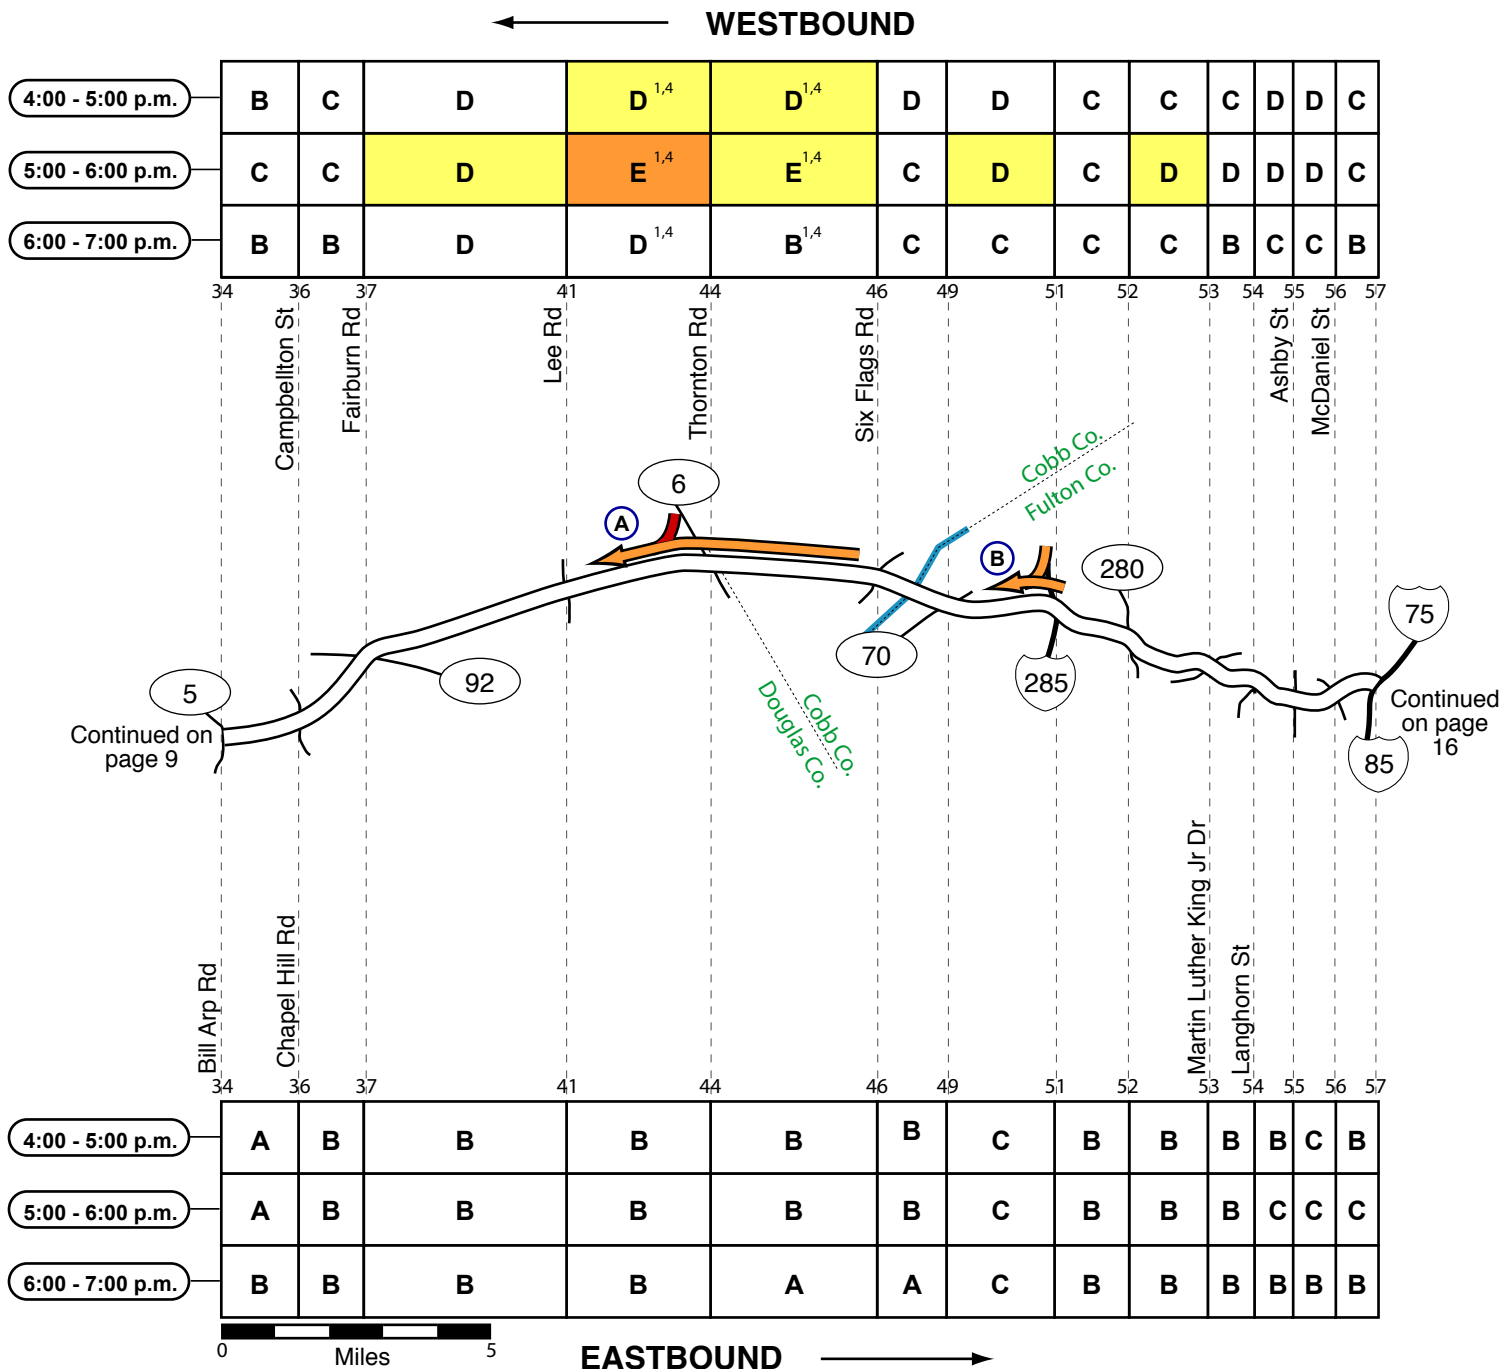 WESTBOUND
4:00 - 5:00 p.m. B C D D 1,4 D 1,4 D D C C C D D C
5:00 - 6:00 p.m. C C D E 1,4 E 1,4 C D C D D D D C
6:00 - 7:00 p.m. B B D D 1,4 B 1,4 C C C C B C C B
34 36 37 41 44 46 49 51 52 53 54 55 56 57
Campbellton St
Fairburn Rd
Lee Rd
Thornton Rd
Six Flags Rd
Ashby St
McDaniel St
Cobb Co.
Fulton Co.
6
A
B
280
75
70
285
5
92
Continued on
page 9
Cobb Co.
Douglas Co.
Continued
on page
16
85
Bill Arp Rd
Chapel Hill Rd
Martin Luther King Jr Dr
Langhorn St
34 36 37 41 44 46 49 51 52 53 54 55 56 57
4:00 - 5:00 p.m. A B B B B B C B B B B C B
5:00 - 6:00 p.m. A B B B B B C B B B C C C
6:00 - 7:00 p.m. B B B B A A C B B B B B B
0 Miles 5
EASTBOUND